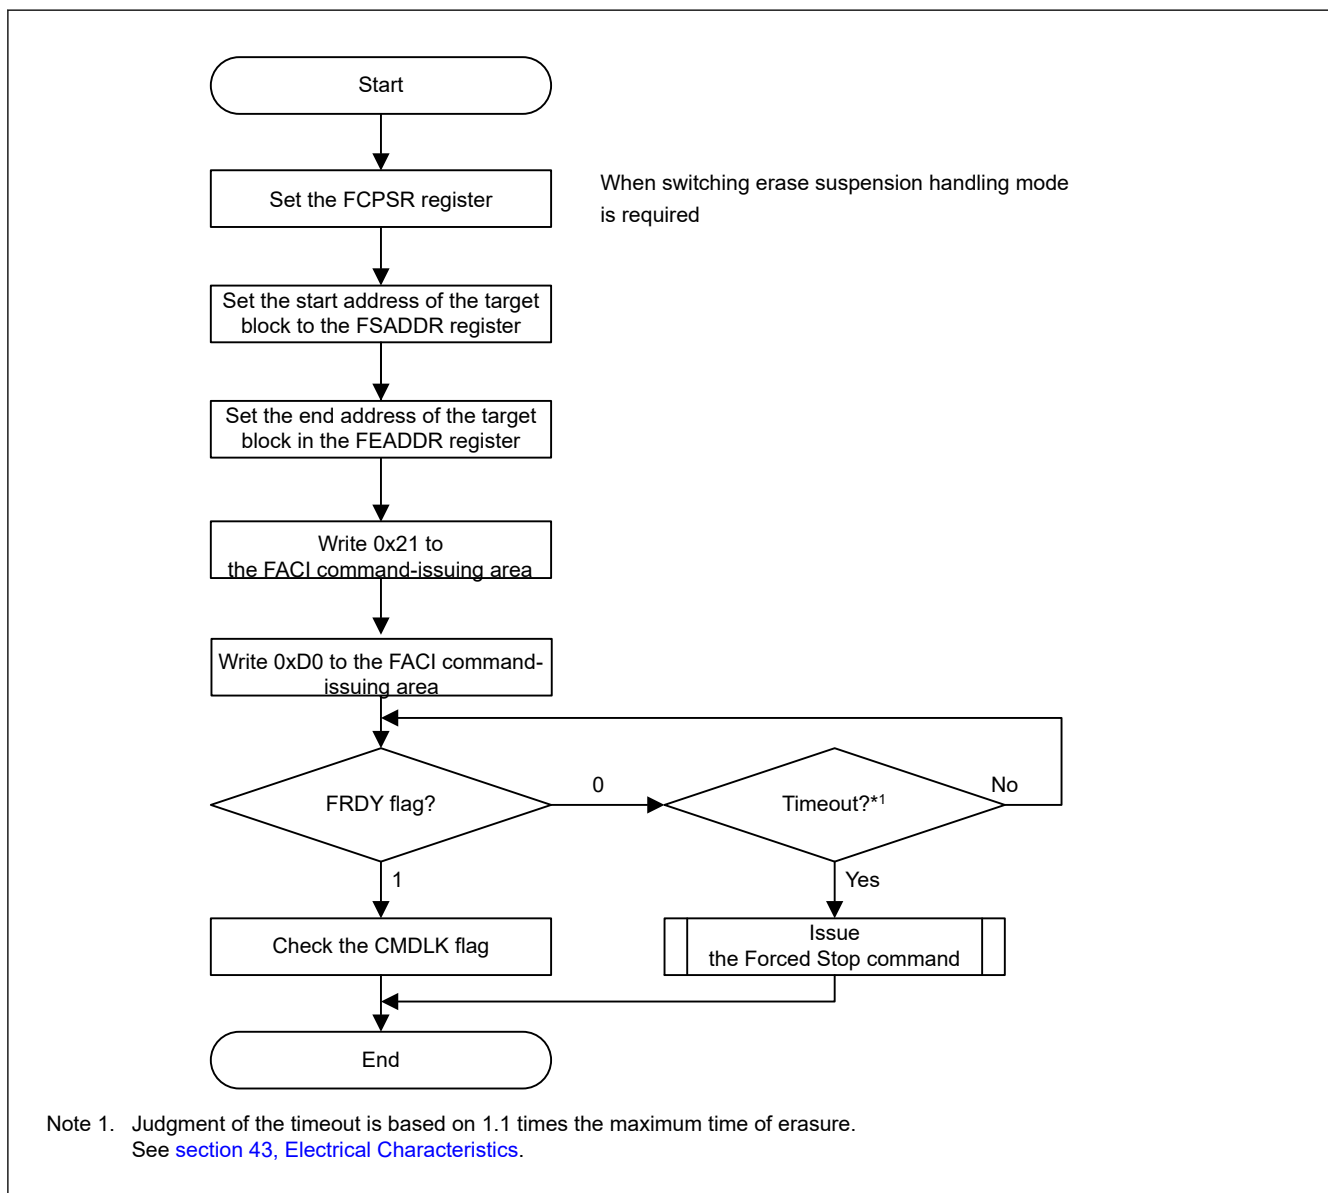 Start
Set the FCPSR register
When switching erase suspension handling mode
is required
Set the start address of the target
block to the FSADDR register
Set the end address of the target
block in the FEADDR register
Write 0x21 to
the FACI command-issuing area
Write 0xD0 to the FACI command-
issuing area
FRDY flag?
0
Timeout?*1
No
1
Yes
Check the CMDLK flag
Issue
the Forced Stop command
End
Note 1. Judgment of the timeout is based on 1.1 times the maximum time of erasure.
See section 43, Electrical Characteristics.